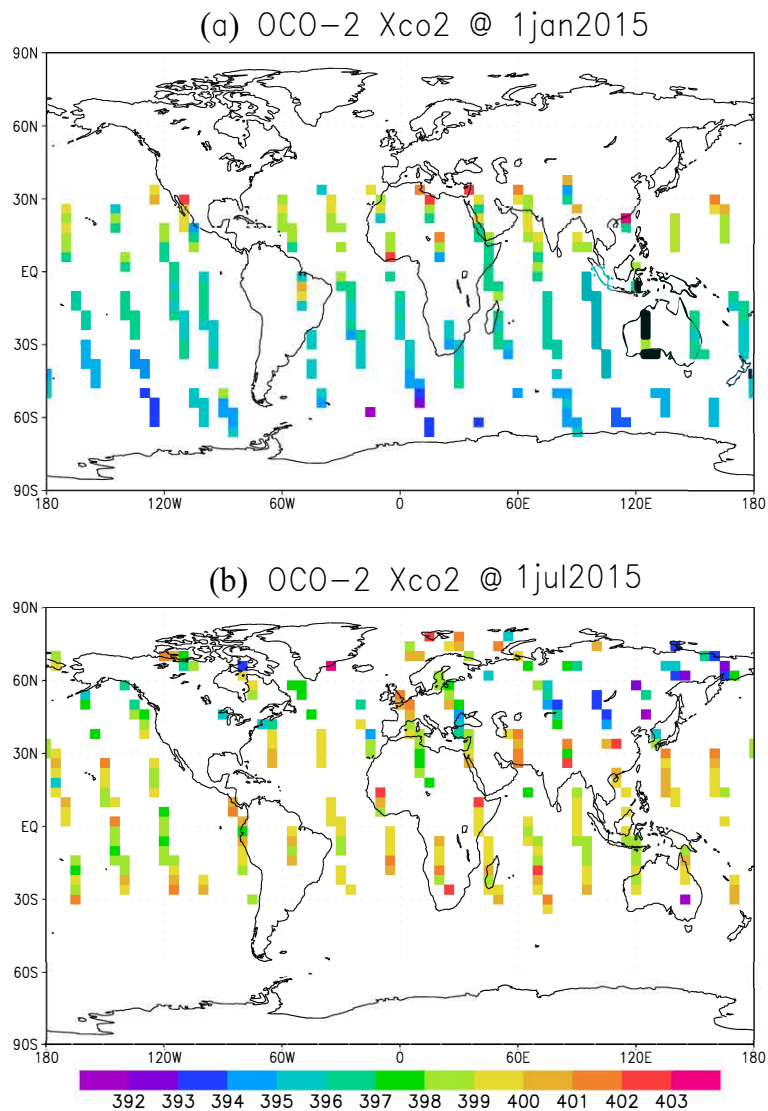 (a) OCO-2 Xco2 @ 1jan2015
90N
60N
30N
EQ
30S
60S
90S
180 120W 60W 0 60E 120E 180
(b) OCO-2 Xco2 @ 1jul2015
90N
60N
30N
EQ
30S
60S
90S
180 120W 60W 0 60E 120E 180
392 393 394 395 396 397 398 399 400 401 402 403